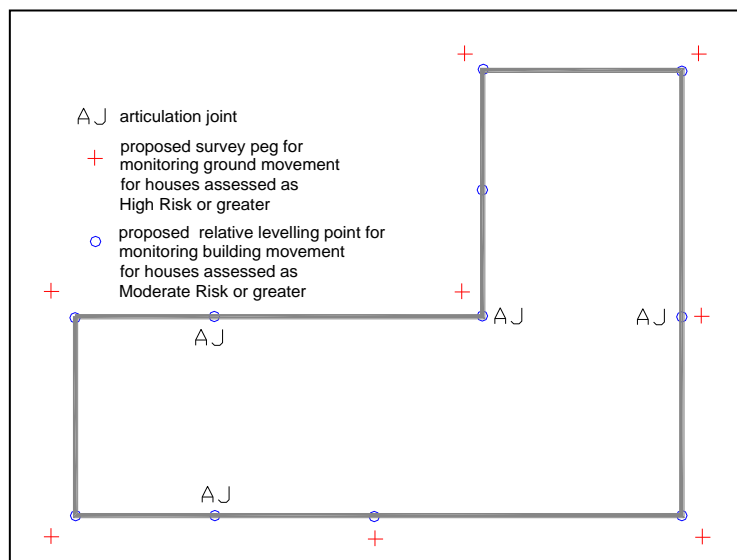 AJ articulation joint
proposed survey peg for
monitoring ground movement
for houses assessed as
High Risk or greater
proposed relative levelling point for
monitoring building movement
for houses assessed as
Moderate Risk or greater
AJ
AJ
AJ
AJ